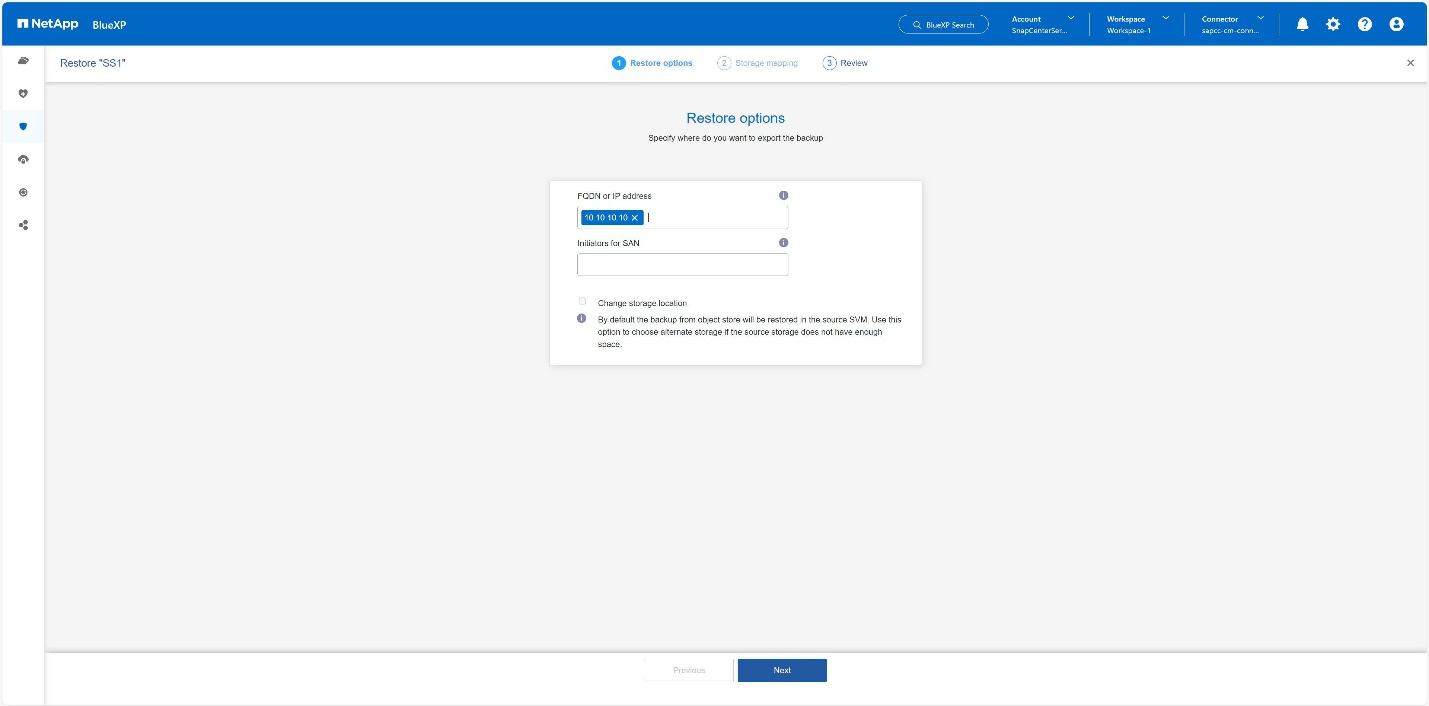 NetApp BlueXP
BlueXP Search
Account
SnapCenterSer...
Workspace
Workspace-1
Connector
sapcc-cm-conn...
Restore "SS1"
1 Restore options
2 Storage mapping
3 Review
Restore options
Specify where do you want to export the backup
FQDN or IP address
10.10.10.10
Initiators for SAN
Change storage location
By default the backup from object store will be restored in the source SVM. Use this
option to choose alternate storage if the source storage does not have enough
space.
Previous
Next